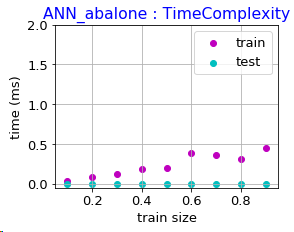 ANN_abalone : TimeComplexity
2.0
train
test
1.5
1.0
0.5
0.0
time (ms)
0.2 0.4 0.6 0.8
train size